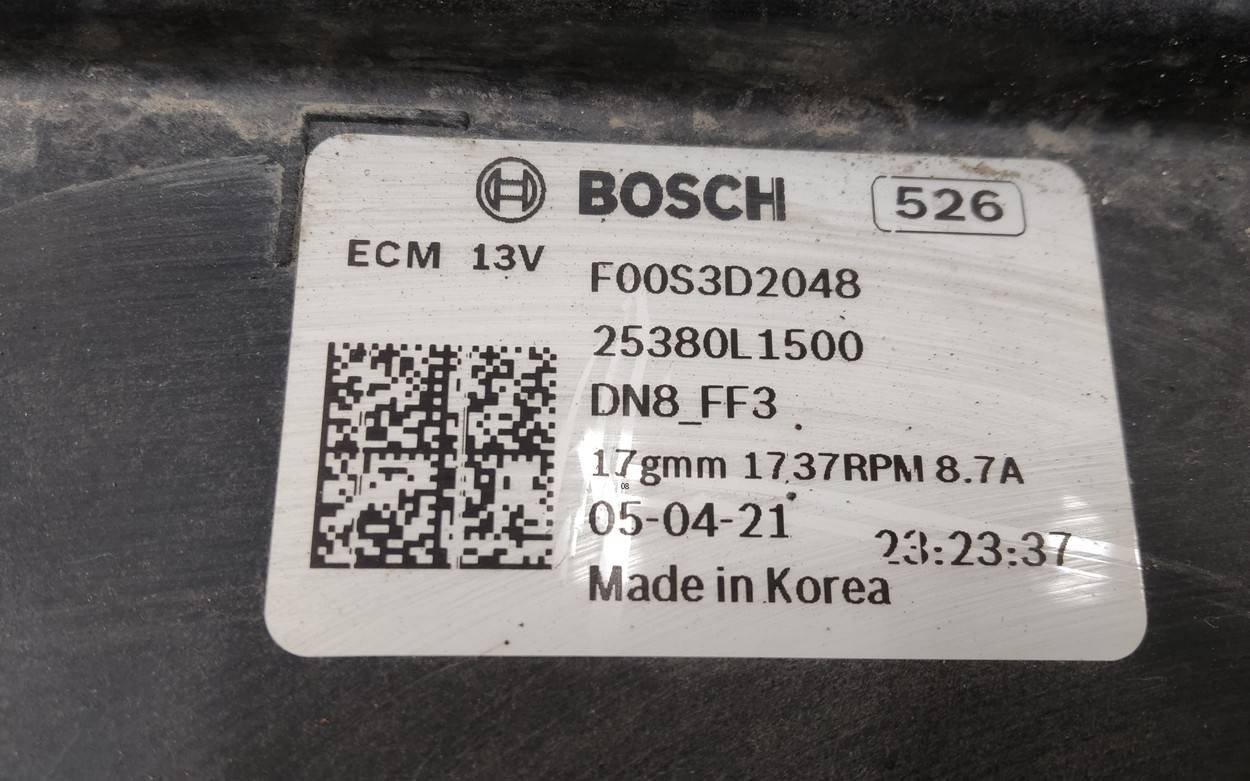 BOSCH 526
ECM 13V
F00S3D2048
25380L1500
DN8_FF3
17gmm 1737RPM 8.7A
08
05-04-21 23:23:37
Made in Korea